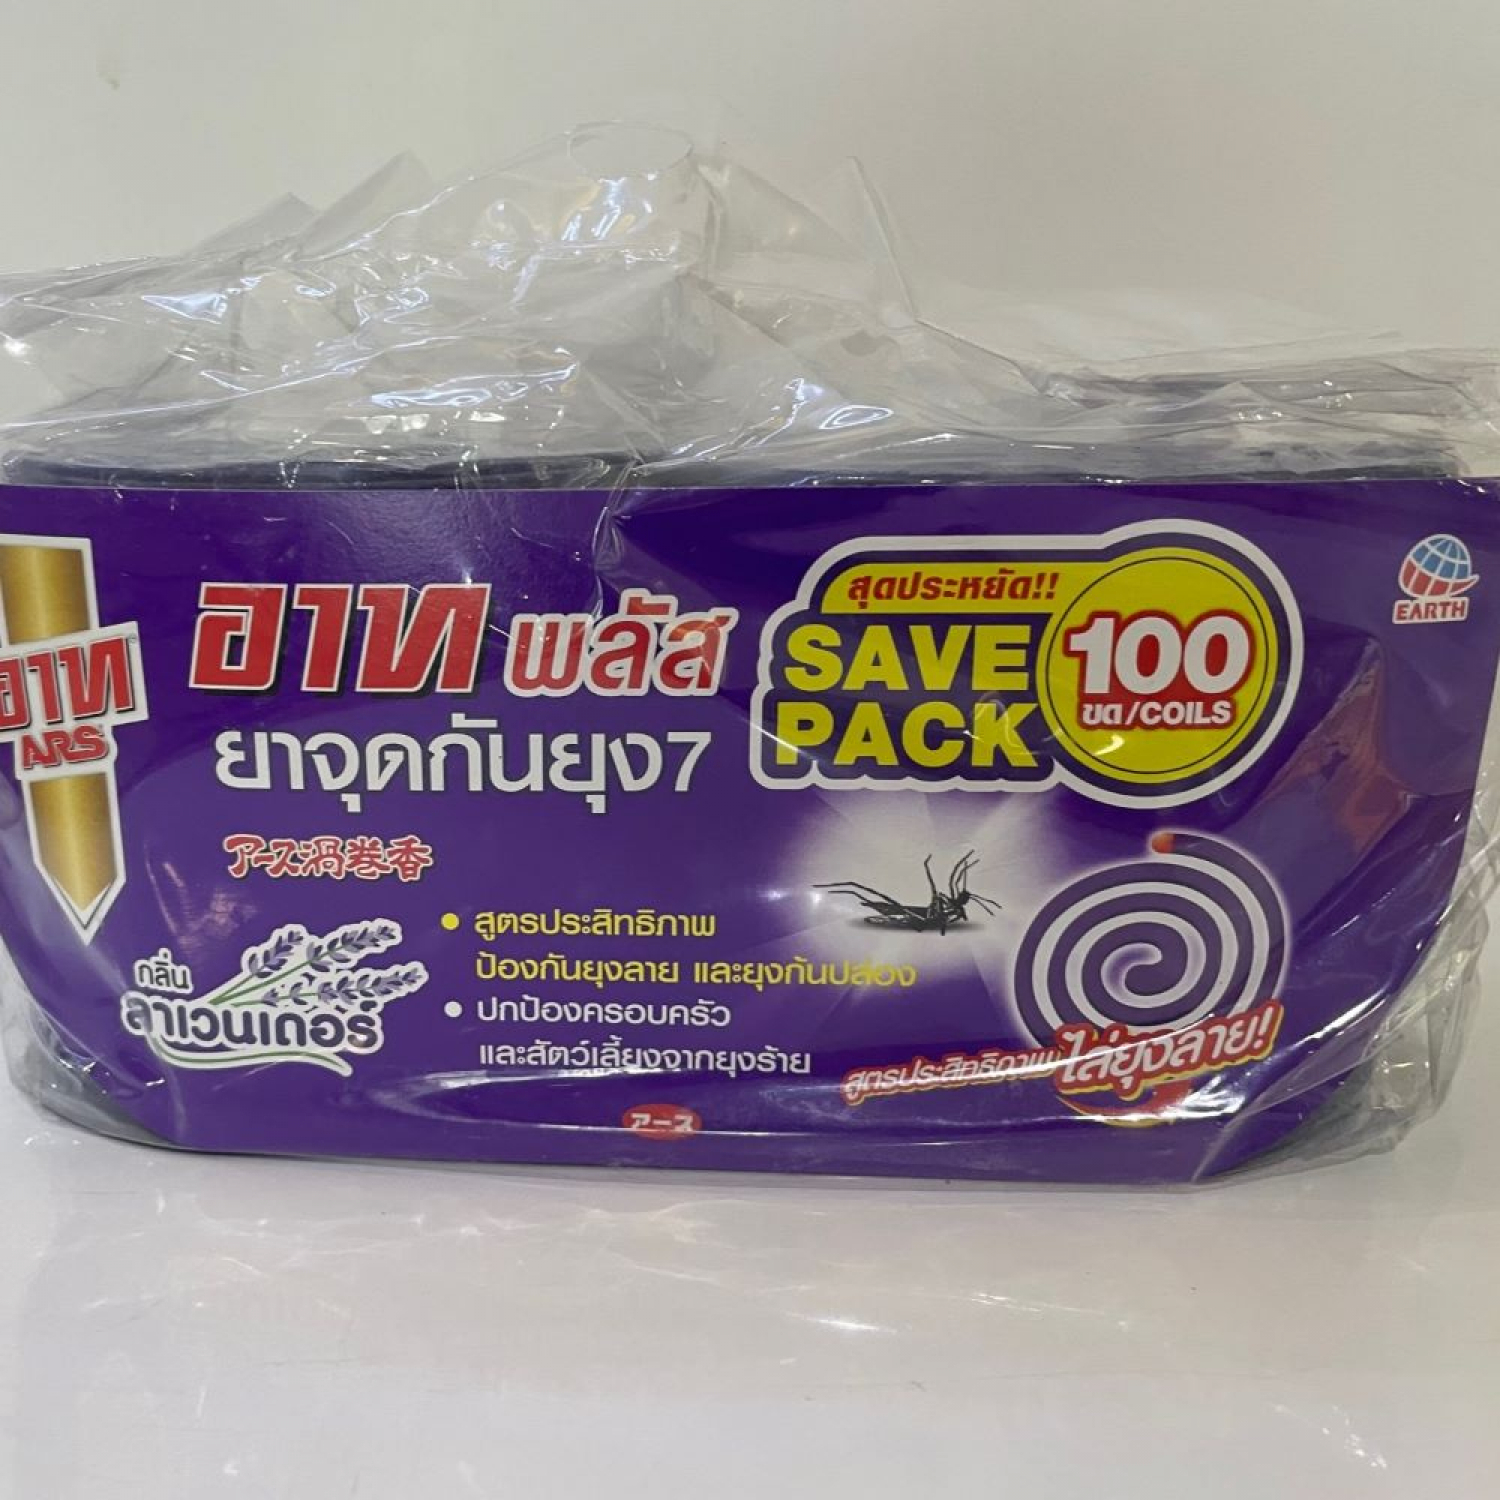 อาท
ARS
อาท พลัส
ยาจุดกันยุง7
アース渦巻香
กลิ่น
ลาเวนเดอร์
• สูตรประสิทธิภาพ
ป้องกันยุงลาย และยุงก้นปล่อง
• ปกป้องครอบครัว
และสัตว์เลี้ยงจากยุงร้าย
アース
สุดประหยัด!!
SAVE
PACK
100
ขด/COILS
EARTH
สูตรประสิทธิภาพ ไล่ยุงลาย!